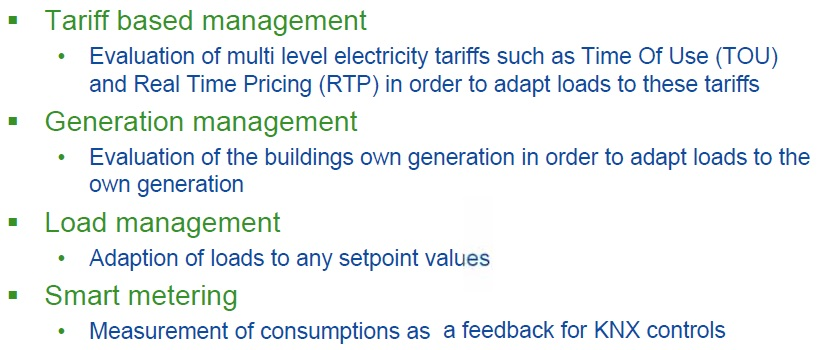 ▪ Tariff based management
• Evaluation of multi level electricity tariffs such as Time Of Use (TOU)
and Real Time Pricing (RTP) in order to adapt loads to these tariffs
▪ Generation management
• Evaluation of the buildings own generation in order to adapt loads to the
own generation
▪ Load management
• Adaption of loads to any setpoint values
▪ Smart metering
• Measurement of consumptions as a feedback for KNX controls